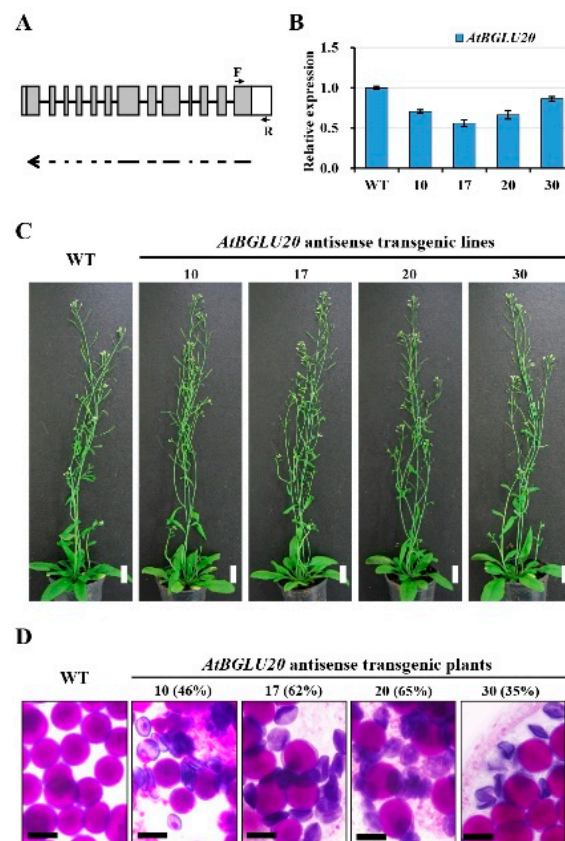 A
F
R
B
AtBGLU20
Relative expression
1.5
1.0
0.5
0.0
WT 10 17 20 30
C
WT
AtBGLU20 antisense transgenic lines
10 17 20 30
D
WT
AtBGLU20 antisense transgenic plants
10 (46%) 17 (62%) 20 (65%) 30 (35%)